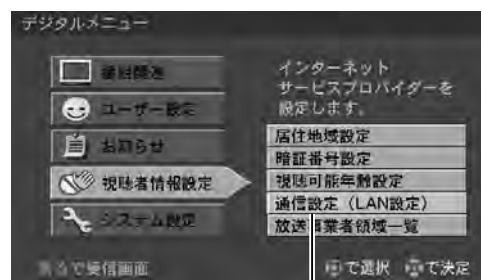 デジタルメニュー
番組関連
ユーザー設定
お知らせ
視聴者情報設定
システム設定
インターネット
サービスプロバイダーを
設定します。
居住地域設定
暗証番号設定
視聴可能年齢設定
通信設定（LAN設定）
放送事業者領域一覧
で受信画面
で選択
で決定